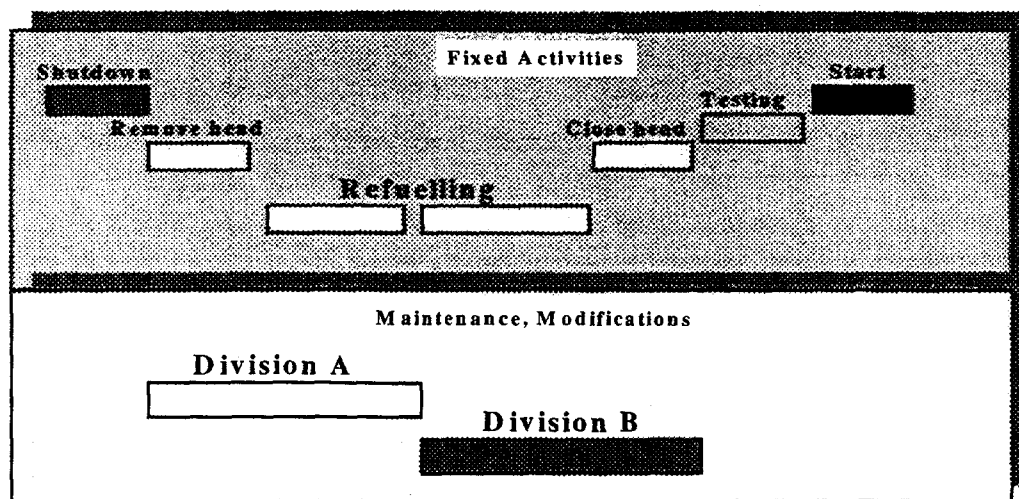 Fixed Activities
Shutdown
Start
Testing
Remove head
Close head
Refuelling
Maintenance, Modifications
Division A
Division B